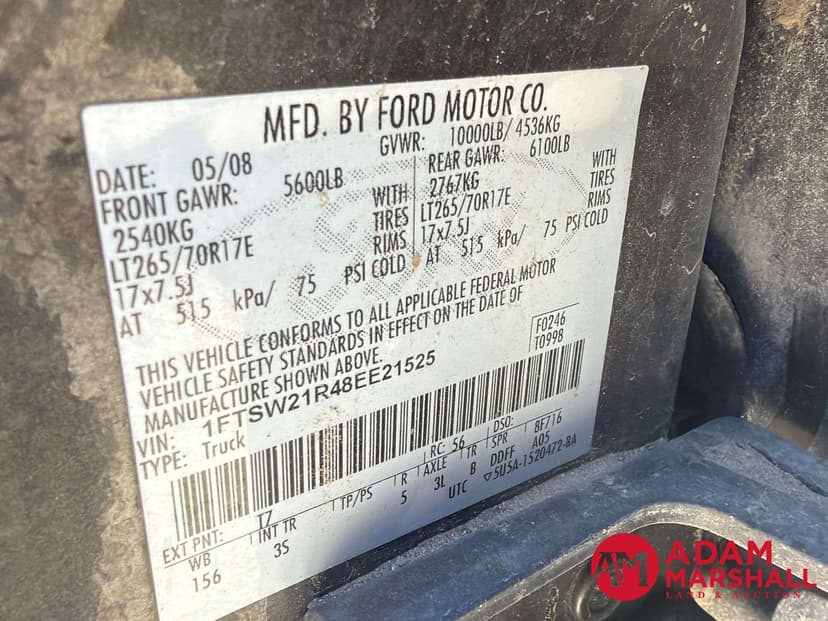 MFD. BY FORD MOTOR CO.
DATE: 05/08 GVWR: 10000LB/ 4536KG
FRONT GAWR: 5600LB REAR GAWR: 6100LB
2540KG WITH 2767KG WITH
LT265/70R17E TIRES LT265/70R17E TIRES
17x7.5J RIMS 17x7.5J RIMS
AT 515 kPa/ 75 PSI COLD AT 515 kPa/ 75 PSI COLD
THIS VEHICLE CONFORMS TO ALL APPLICABLE FEDERAL MOTOR
VEHICLE SAFETY STANDARDS IN EFFECT ON THE DATE OF
MANUFACTURE SHOWN ABOVE.
F0246
T0998
VIN: 1FTSW21R48EE21525
TYPE: Truck
EXT PNT: T7 RC: 56 DSO:
WB INT TR TP/PS R AXLE TR SPR 8F716
156 3S 5 3L B DDFF A05
UTC ▽5U5A-1520472-BA
AM ADAM
MARSHALL
LAND & AUCTION